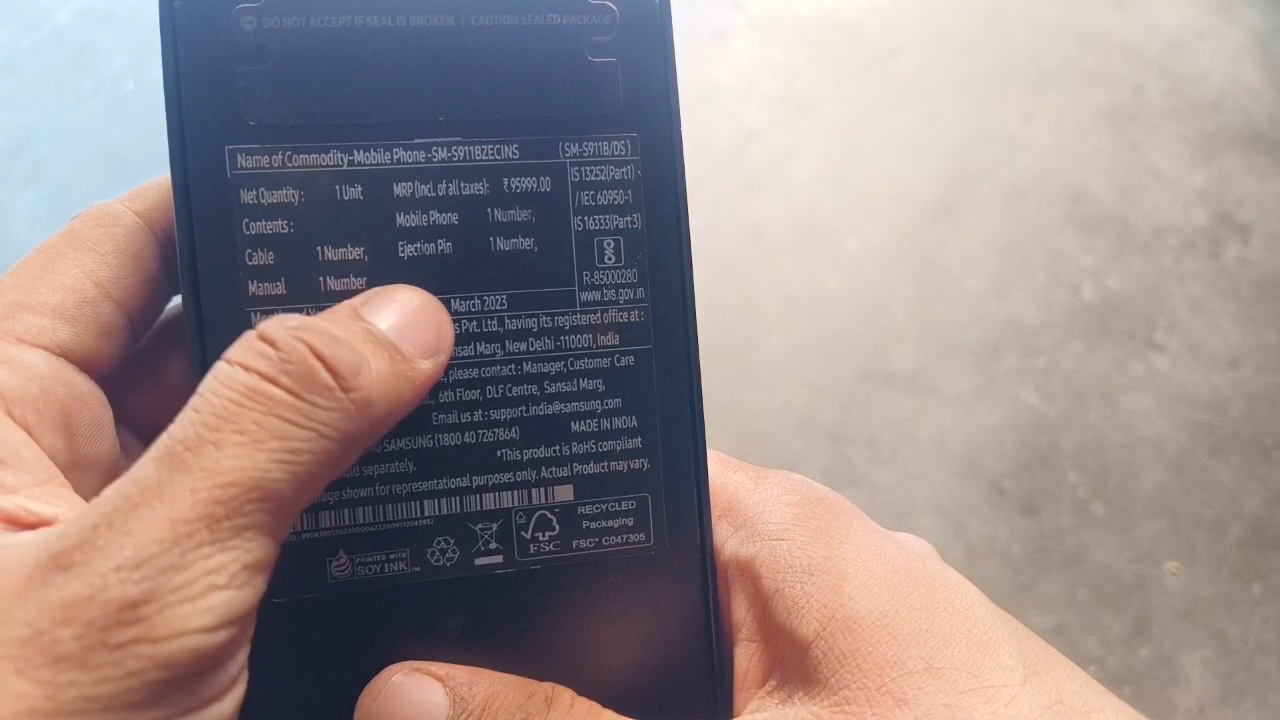 DO NOT ACCEPT IF SEAL IS BROKEN | CAUTION SEALED PACKAGE
Name of Commodity-Mobile Phone -SM-S911BZECINS (SM-S911B/DS)
Net Quantity : 1 Unit MRP (Incl. of all taxes): ₹ 95999.00
Contents : Mobile Phone 1 Number,
Cable 1 Number, Ejection Pin 1 Number,
Manual 1 Number
IS 13252(Part1)
/ IEC 60950-1
IS 16333(Part3)
R-85000280
www.bis.gov.in
March 2023
Pvt. Ltd., having its registered office at :
Marg, New Delhi -110001, India
please contact : Manager, Customer Care
6th Floor, DLF Centre, Sansad Marg,
Email us at : support.india@samsung.com
SAMSUNG (1800 40 7267864) MADE IN INDIA
separately. *This product is RoHS compliant
shown for representational purposes only. Actual Product may vary.
PRINTED WITH
SOY INK™
FSC
RECYCLED
Packaging
FSC™ C047305